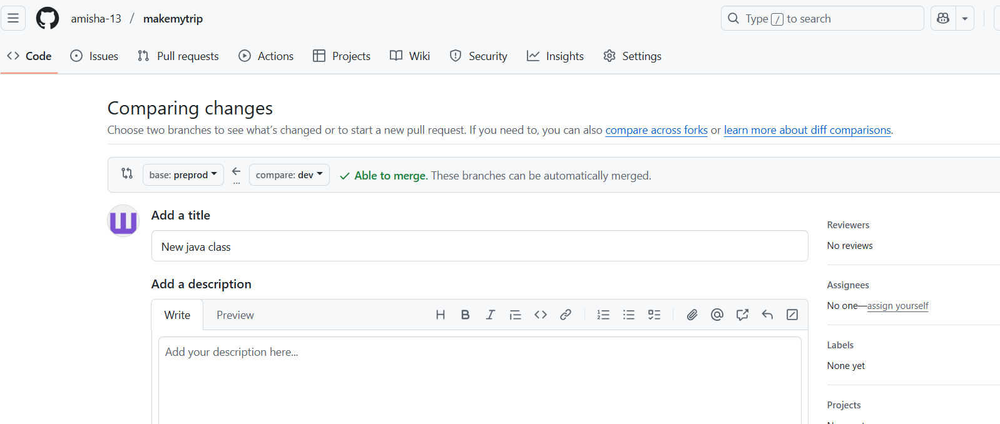 amisha-13 / makemytrip
Type / to search
Code Issues Pull requests Actions Projects Wiki Security Insights Settings
Comparing changes
Choose two branches to see what's changed or to start a new pull request. If you need to, you can also compare across forks or learn more about diff comparisons.
base: preprod ← compare: dev ✓ Able to merge. These branches can be automatically merged.
...
Add a title
New java class
Add a description
Write Preview
Add your description here...
Reviewers
No reviews
Assignees
No one—assign yourself
Labels
None yet
Projects